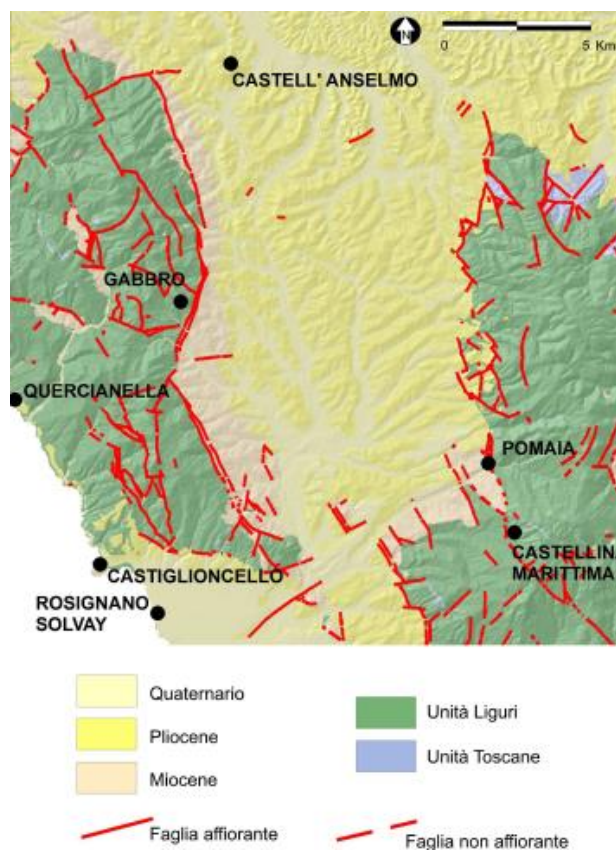 N
0
5 Km
CASTELL' ANSELMO
GABBRO
QUERCIANELLA
POMAIA
CASTELLINA
MARITTIMA
CASTIGLIONCELLO
ROSIGNANO
SOLVAY
Quaternario
Pliocene
Miocene
Unità Liguri
Unità Toscane
Faglia affiorante
Faglia non affiorante